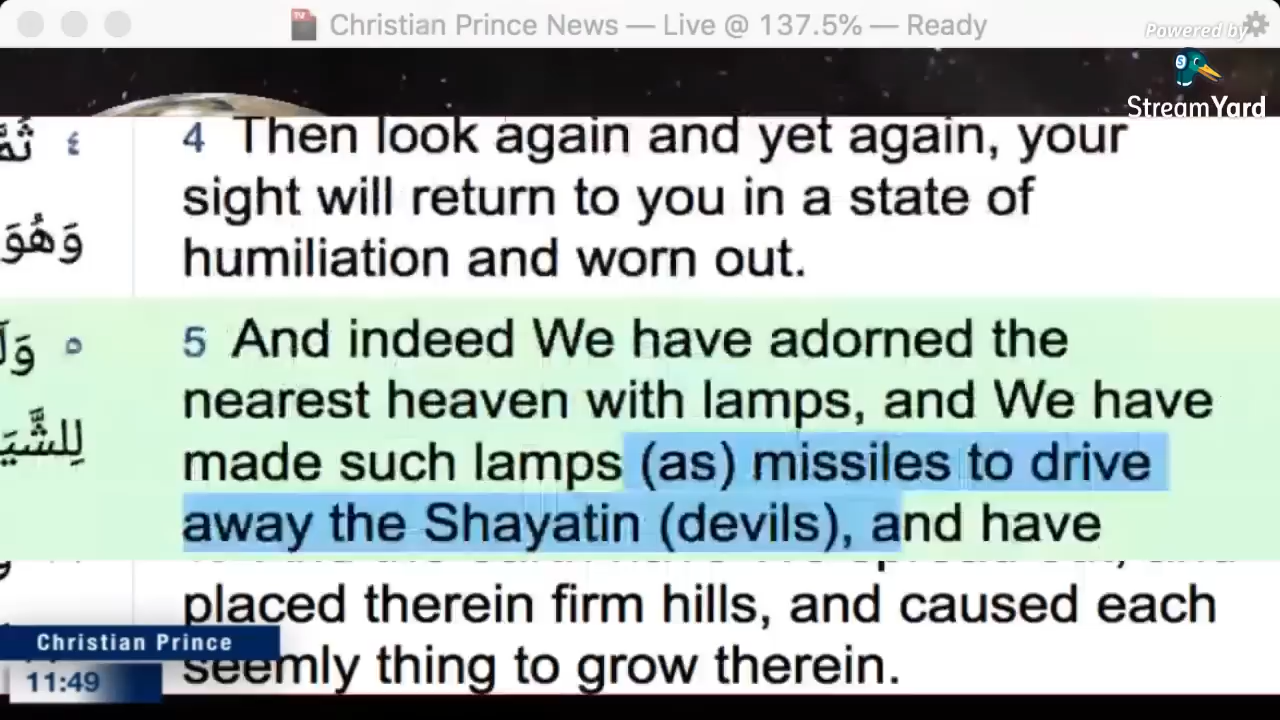 Christian Prince News — Live @ 137.5% — Ready
Powered by
StreamYard
٤
4 Then look again and yet again, your
sight will return to you in a state of
وَهُوَ
humiliation and worn out.
٥
5 And indeed We have adorned the
nearest heaven with lamps, and We have
made such lamps (as) missiles to drive
away the Shayatin (devils), and have
placed therein firm hills, and caused each
seemly thing to grow therein.
Christian Prince
11:49